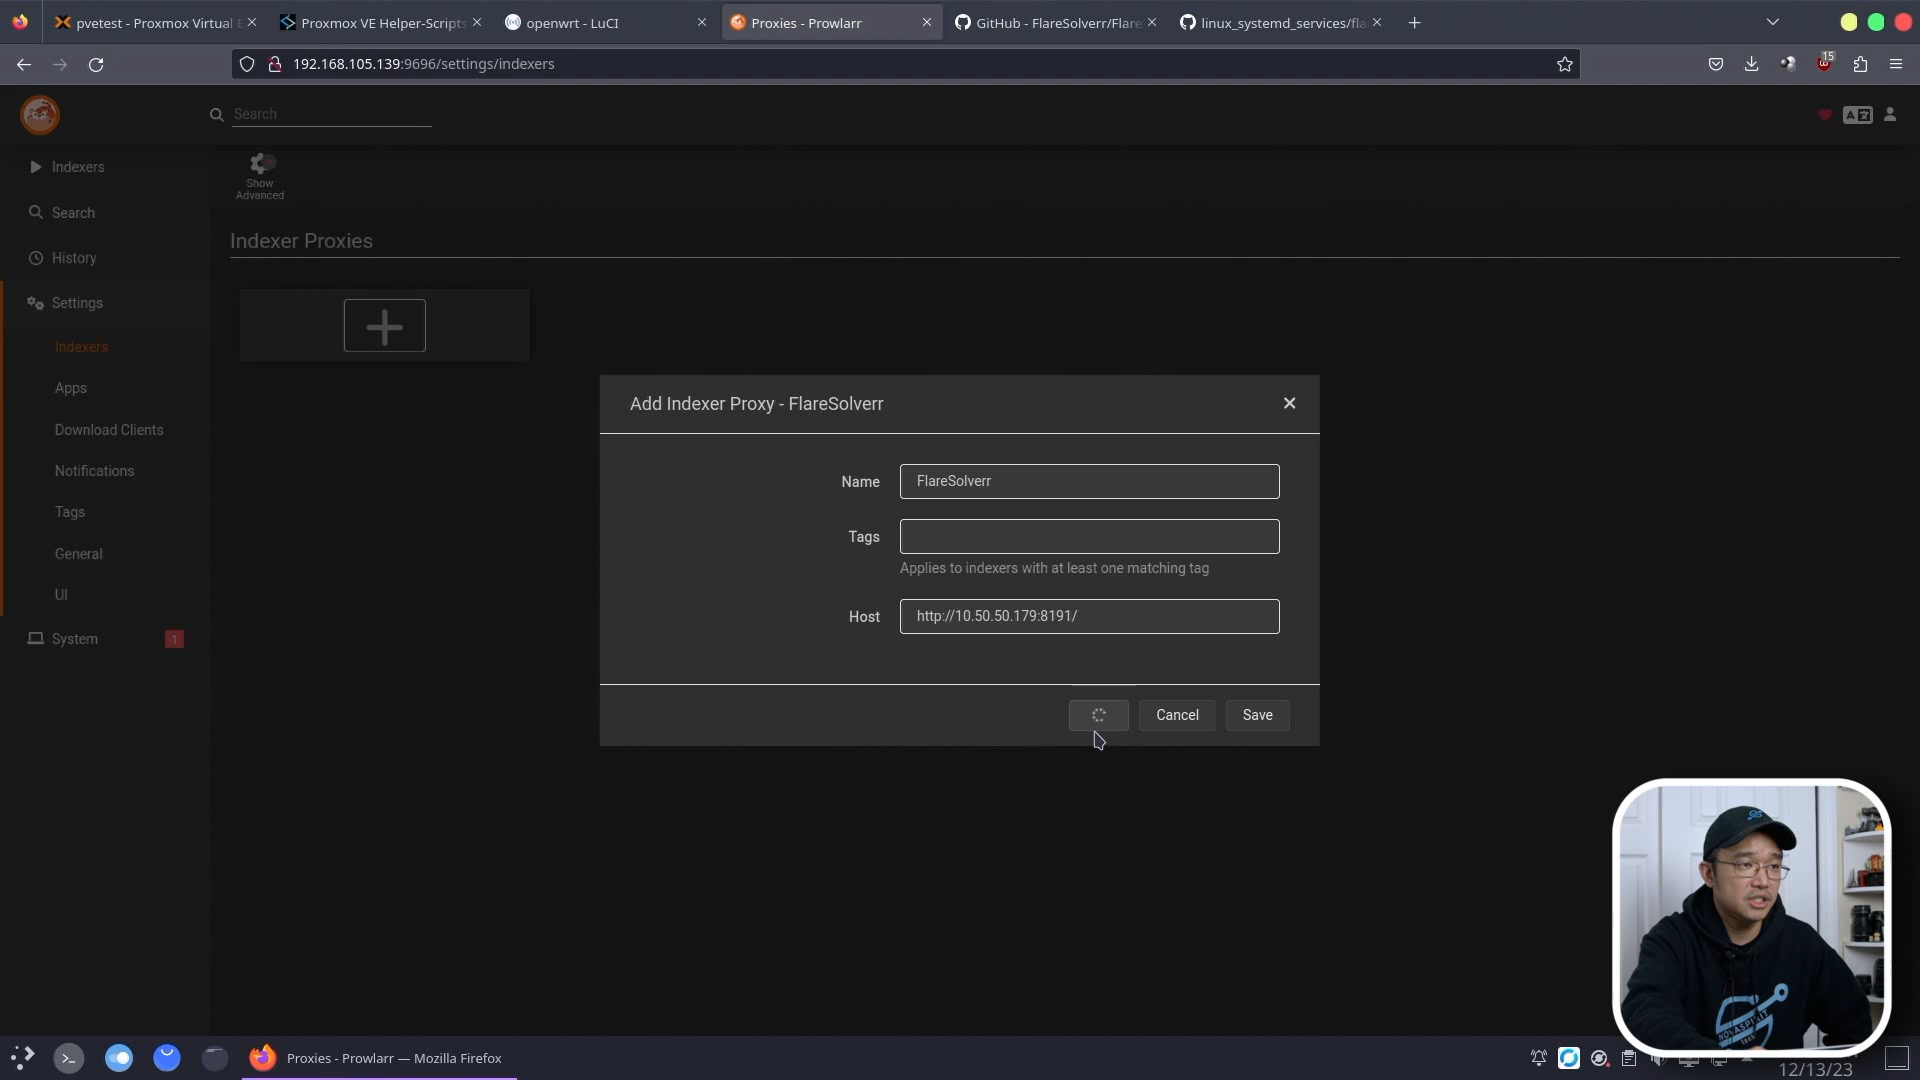 pvetest - Proxmox Virtual E
Proxmox VE Helper-Scripts
openwrt - LuCI
Proxies - Prowlarr
GitHub - FlareSolverr/Flare
linux_systemd_services/fla
192.168.105.139:9696/settings/indexers
15
Search
Indexers
Search
History
Settings
Indexers
Apps
Download Clients
Notifications
Tags
General
UI
System
1
Show
Advanced
Indexer Proxies
Add Indexer Proxy - FlareSolverr
Name
FlareSolverr
Tags
Applies to indexers with at least one matching tag
Host
http://10.50.50.179:8191/
Cancel
Save
NOVASPIRIT
Proxies - Prowlarr — Mozilla Firefox
12/13/23